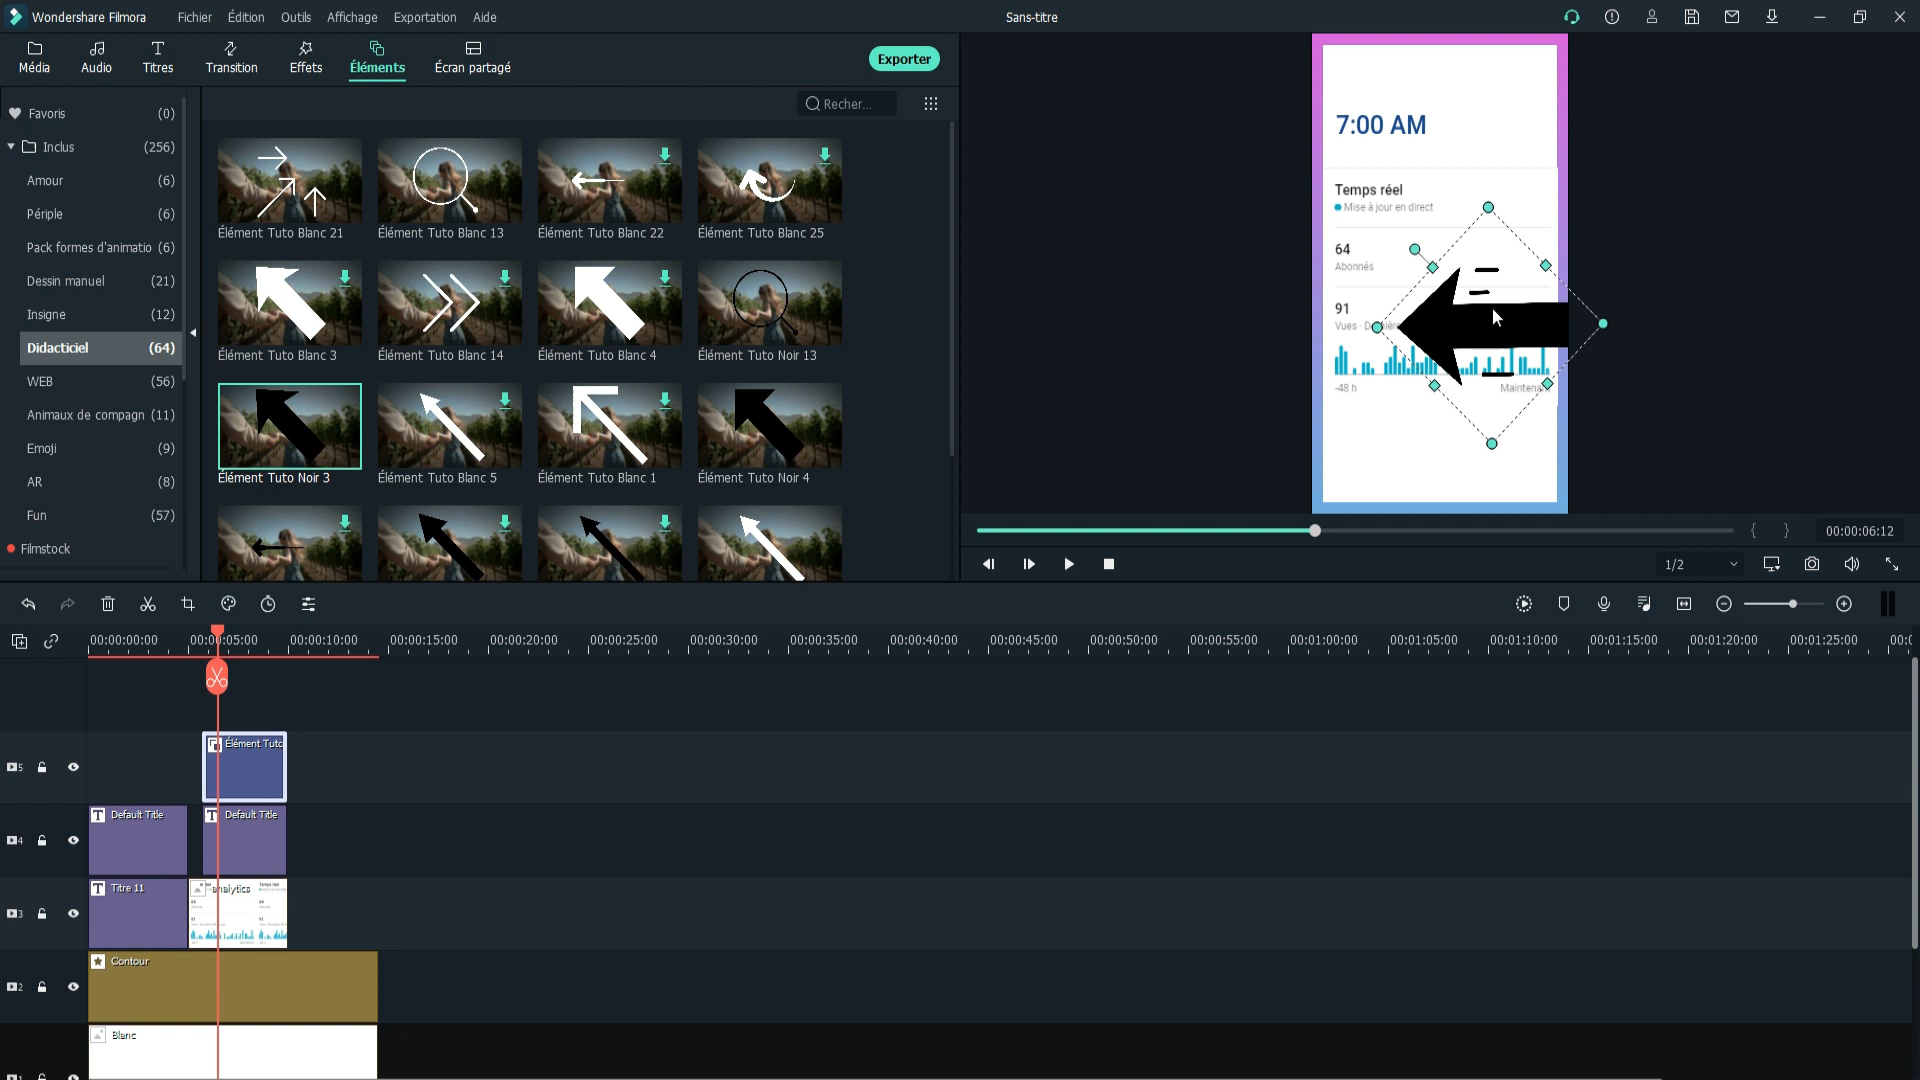 Wondershare Filmora
Fichier
Édition
Outils
Affichage
Exportation
Aide
Sans-titre
Média
Audio
Titres
Transition
Effets
Éléments
Écran partagé
Exporter
Recher...
Favoris (0)
Inclus (256)
Amour (6)
Périple (6)
Pack formes d'animatio (6)
Dessin manuel (21)
Insigne (12)
Didacticiel (64)
WEB (56)
Animaux de compagn (11)
Emoji (9)
AR (8)
Fun (57)
Filmstock
Élément Tuto Blanc 21
Élément Tuto Blanc 13
Élément Tuto Blanc 22
Élément Tuto Blanc 25
Élément Tuto Blanc 3
Élément Tuto Blanc 14
Élément Tuto Blanc 4
Élément Tuto Noir 13
Élément Tuto Noir 3
Élément Tuto Blanc 5
Élément Tuto Blanc 1
Élément Tuto Noir 4
7:00 AM
Temps réel
Mise à jour en direct
64
Abonnés
91
Vues
-48 h
Maintena
00:00:06:12
1/2
00:00:00:00
00:00:05:00
00:00:10:00
00:00:15:00
00:00:20:00
00:00:25:00
00:00:30:00
00:00:35:00
00:00:40:00
00:00:45:00
00:00:50:00
00:00:55:00
00:01:00:00
00:01:05:00
00:01:10:00
00:01:15:00
00:01:20:00
00:01:25:00
00:0
5
Élément Tuto
4
Default Title
Default Title
3
Titre 11
analytics
2
Contour
Blanc